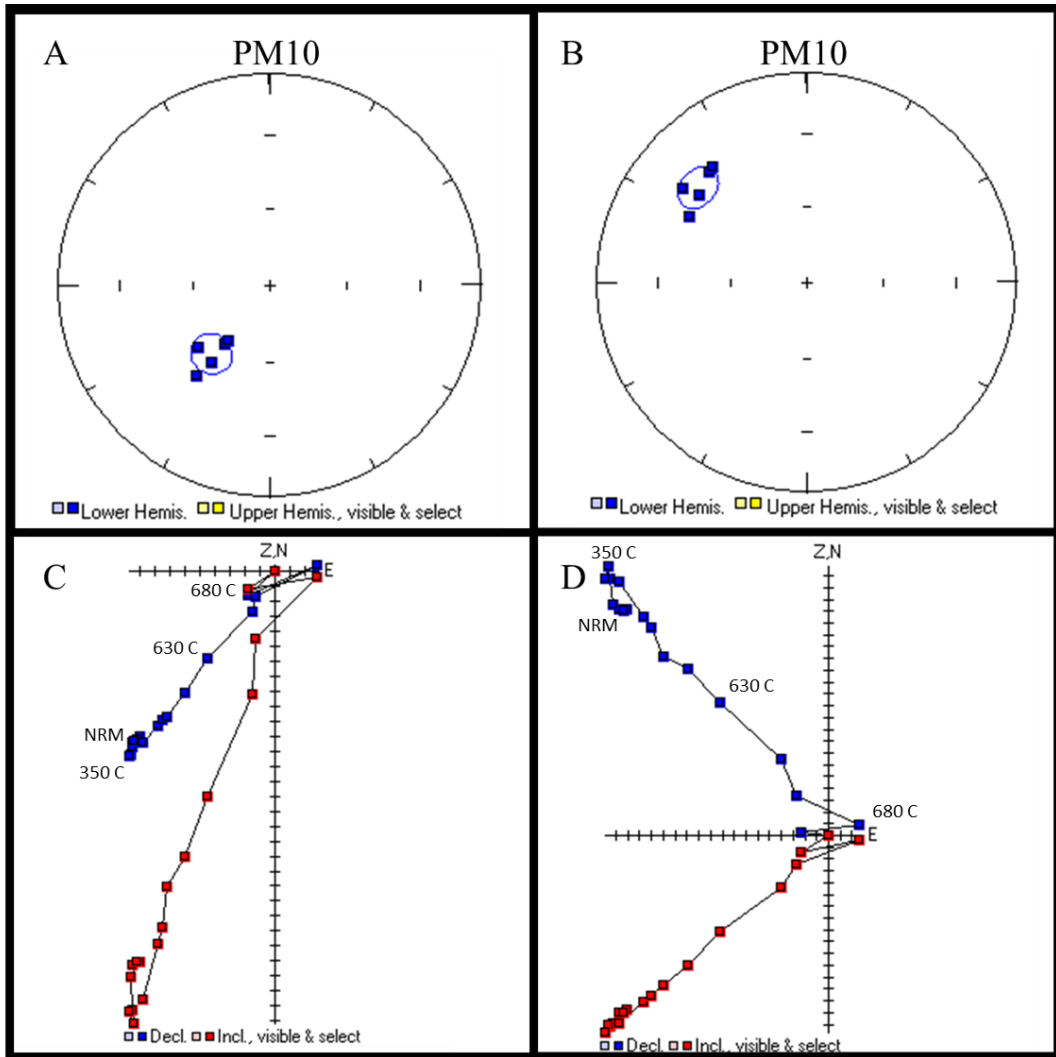 A
PM10
Lower Hemis. Upper Hemis., visible & select
B
PM10
Lower Hemis. Upper Hemis., visible & select
C
Z,N
E
680 C
630 C
NRM
350 C
Decl. Incl., visible & select
D
Z,N
350 C
NRM
630 C
680 C
E
Decl. Incl., visible & select